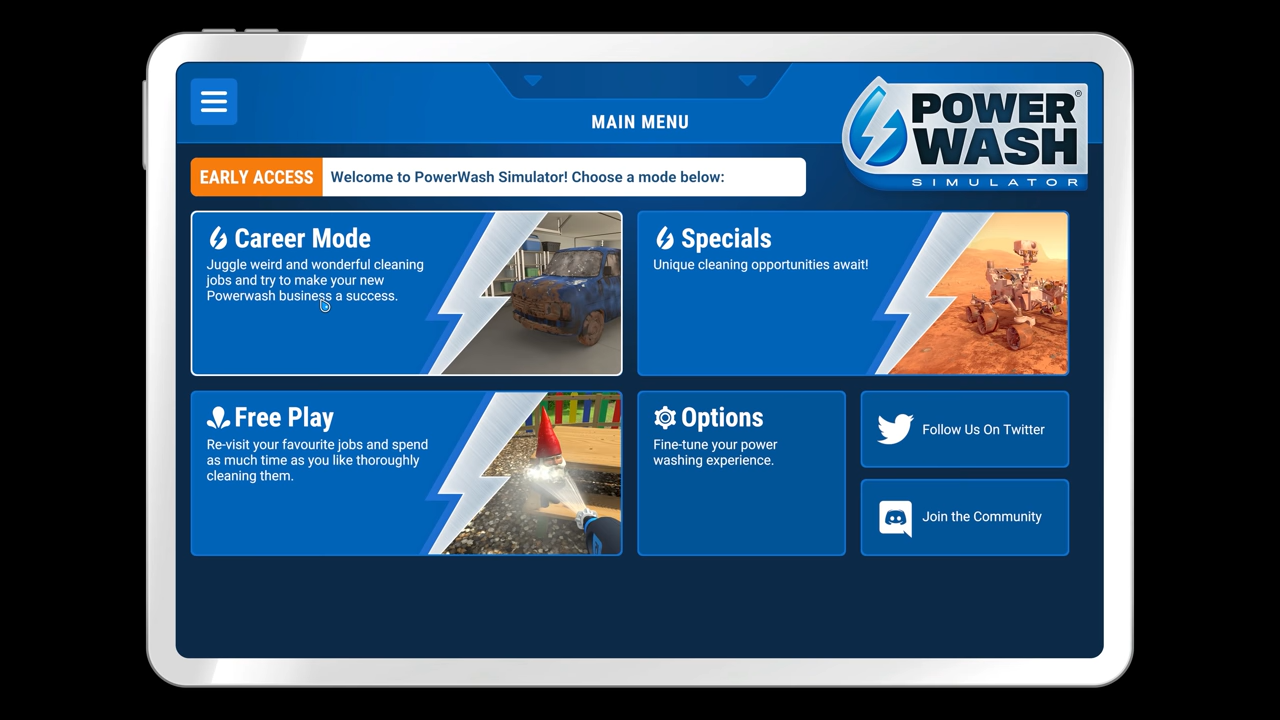 MAIN MENU
POWER®
WASH
SIMULATOR
EARLY ACCESS Welcome to PowerWash Simulator! Choose a mode below:
Career Mode
Juggle weird and wonderful cleaning
jobs and try to make your new
Powerwash business a success.
Specials
Unique cleaning opportunities await!
Free Play
Re-visit your favourite jobs and spend
as much time as you like thoroughly
cleaning them.
Options
Fine-tune your power
washing experience.
Follow Us On Twitter
Join the Community